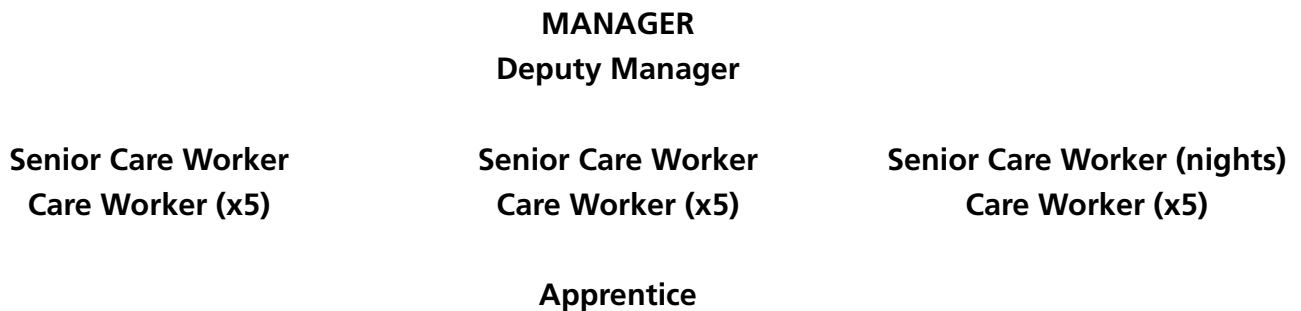 MANAGER
Deputy Manager
Senior Care Worker
Care Worker (x5)
Senior Care Worker
Care Worker (x5)
Senior Care Worker (nights)
Care Worker (x5)
Apprentice